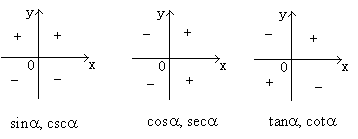 y y y
+ + − + − +
0 x 0 x 0 x
− − − + + −
sinα, cscα cosα, secα tanα, cotα